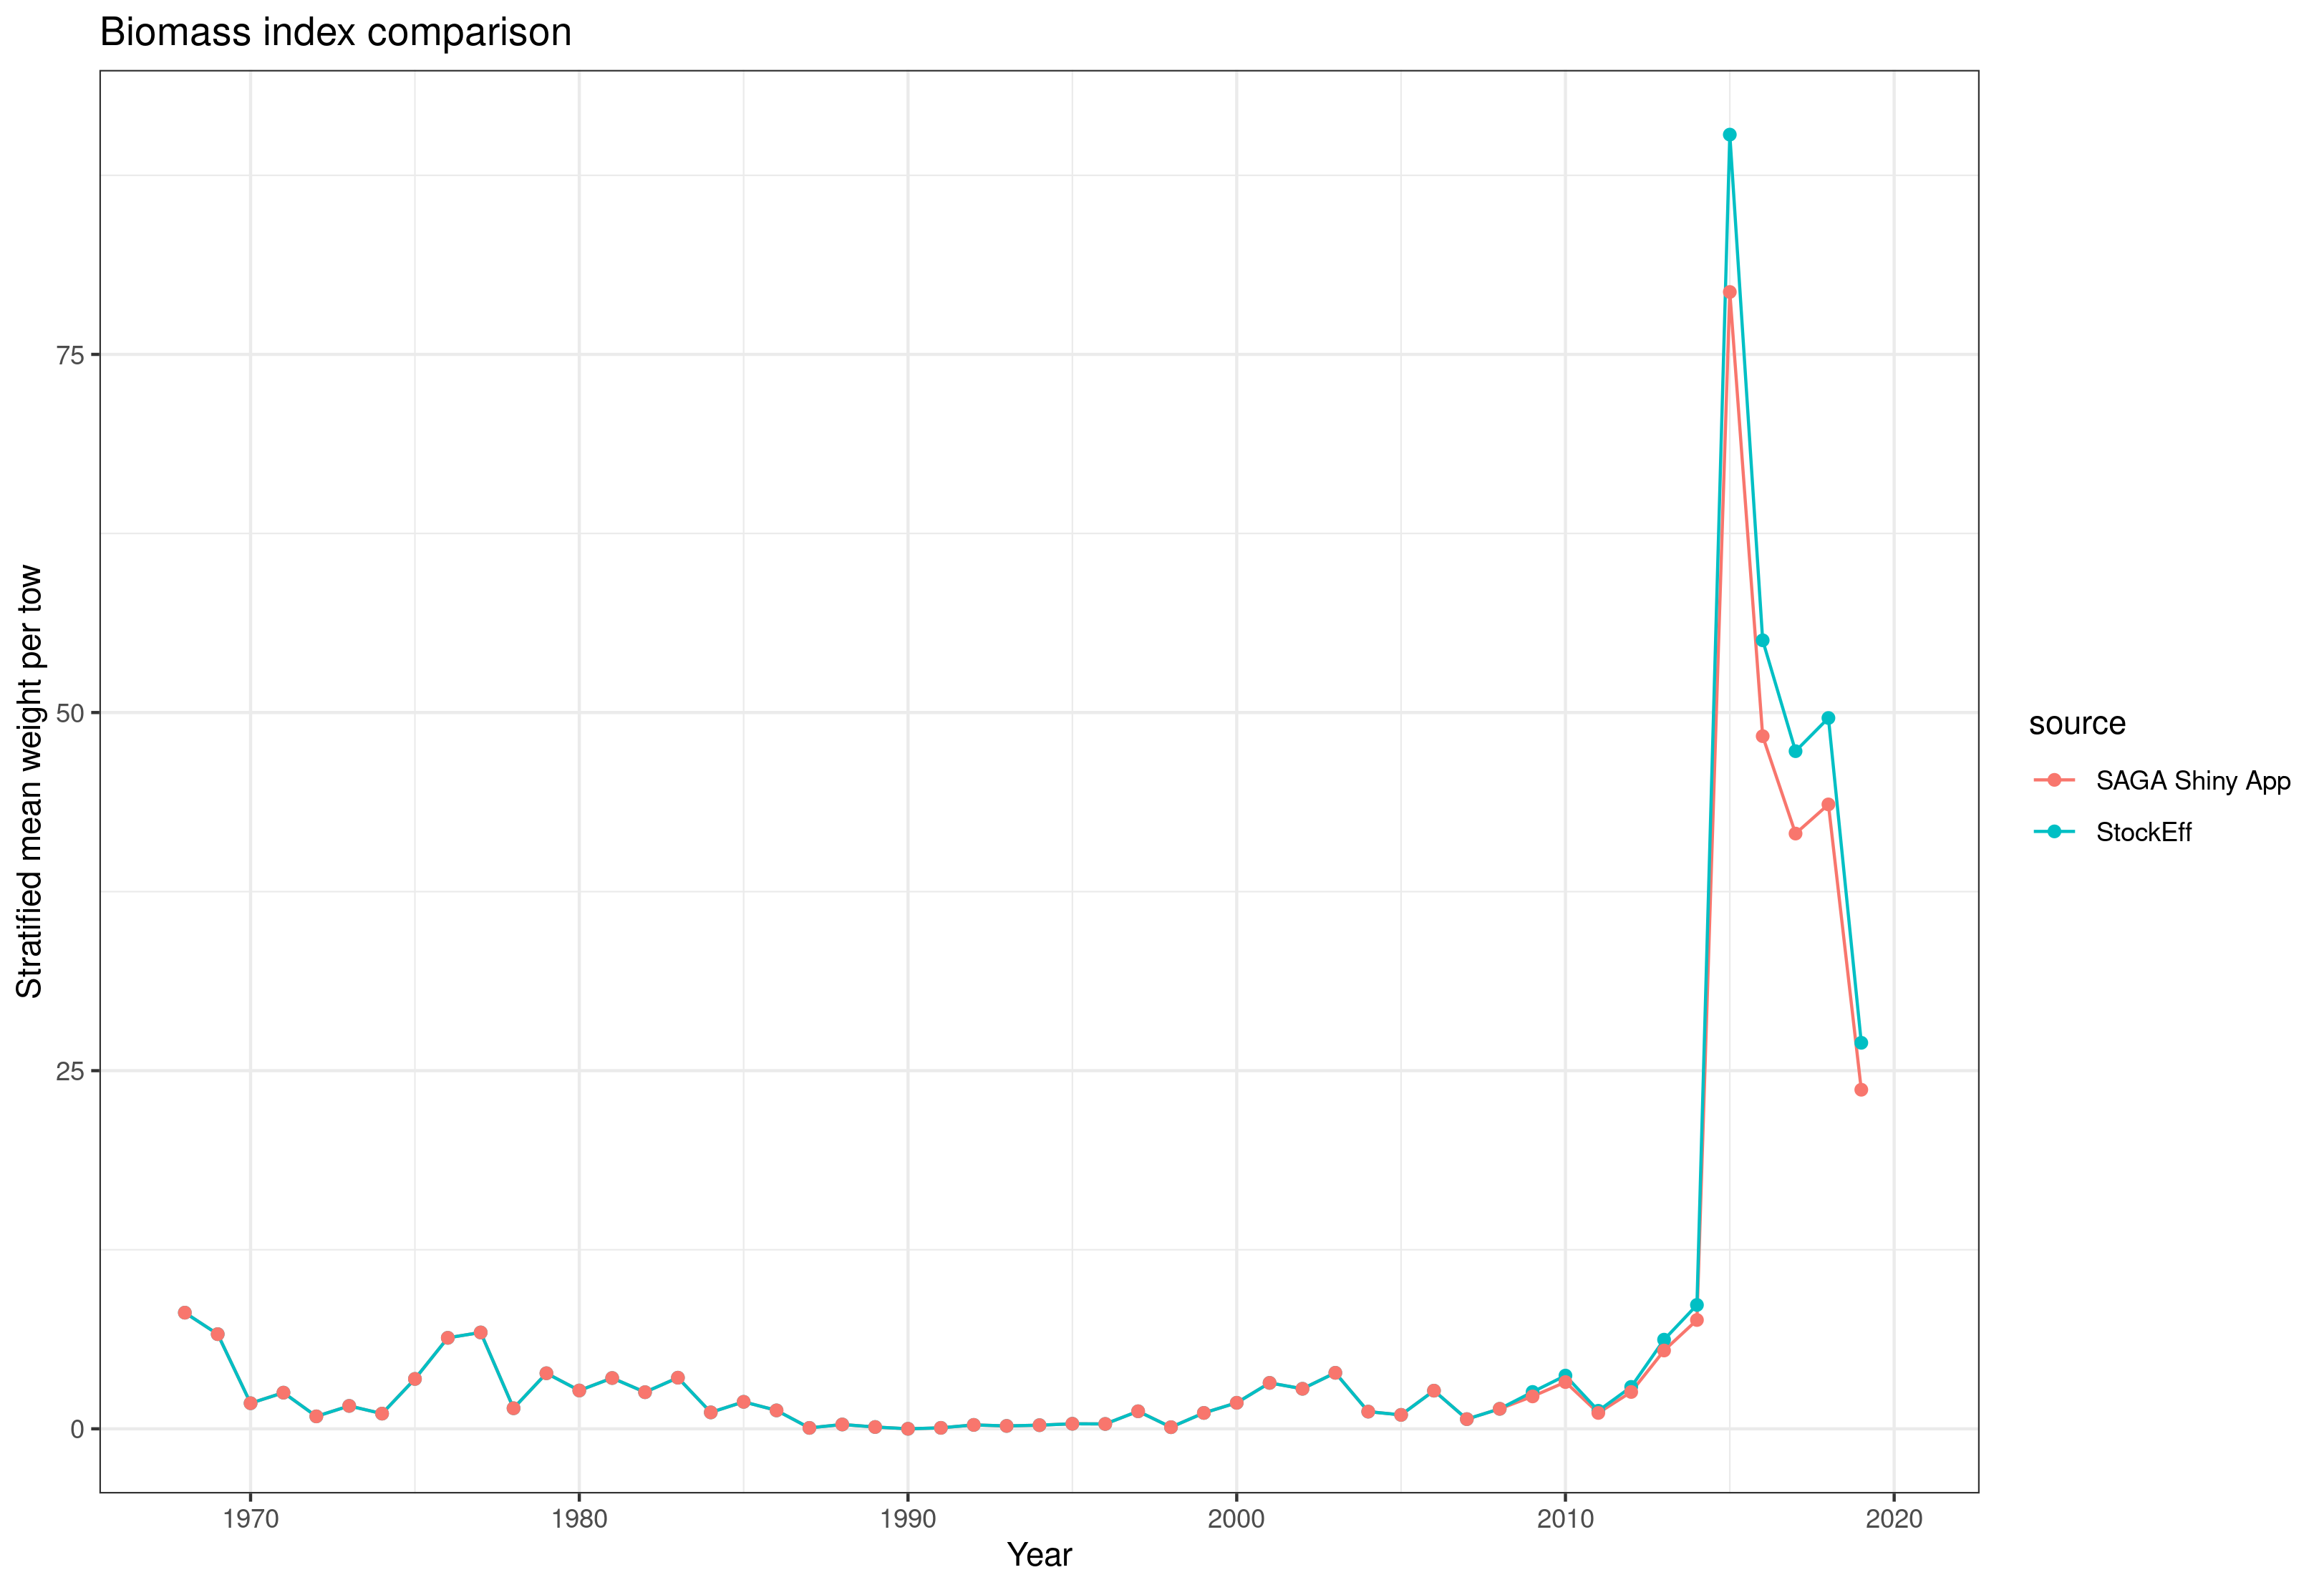 Biomass index comparison
Stratified mean weight per tow
75
50
25
0
1970 1980 1990 2000 2010 2020
Year
source
SAGA Shiny App
StockEff